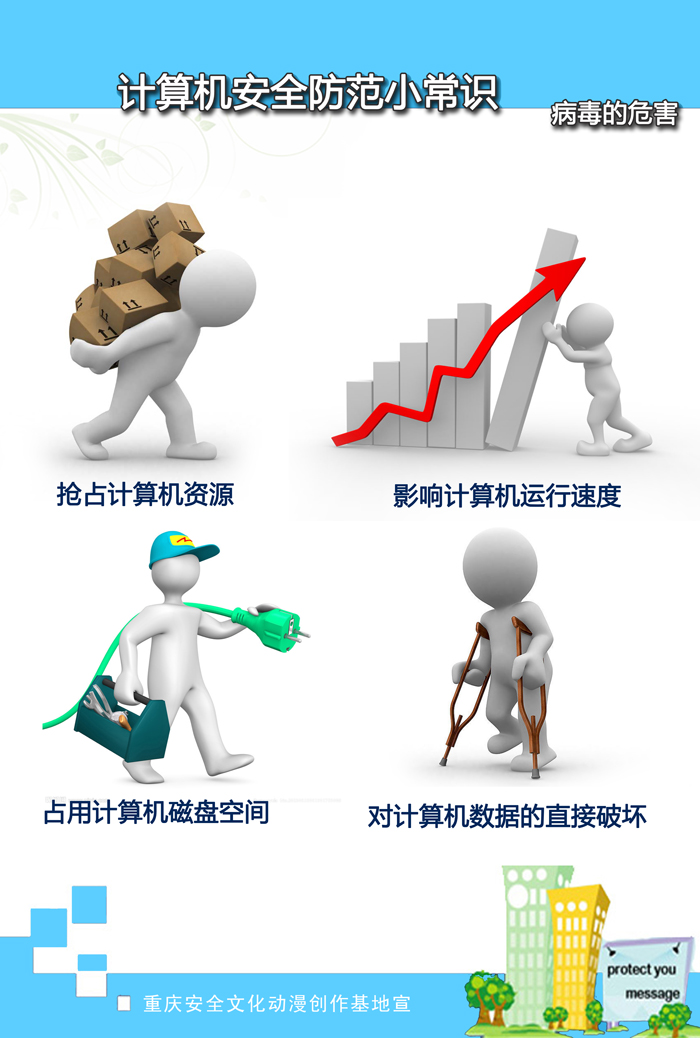 计算机安全防范小常识
病毒的危害
抢占计算机资源
影响计算机运行速度
占用计算机磁盘空间
对计算机数据的直接破坏
protect you
message
重庆安全文化动漫创作基地宣